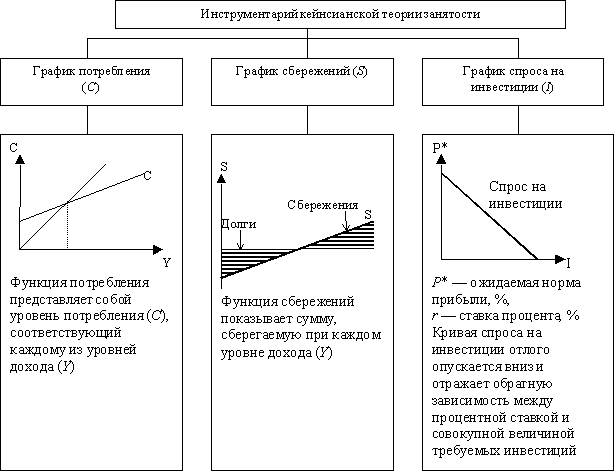 Инструментарий кейнсианской теории занятости
График потребления
(C)
График сбережений (S)
График спроса на
инвестиции (I)
C
C
Y
Функция потребления
представляет собой
уровень потребления (C),
соответствующий
каждому из уровней
дохода (Y)
S
Сбережения
S
Долги
Функция сбережений
показывает сумму,
сберегаемую при каждом
уровне дохода (Y)
P*
Спрос на
инвестиции
I
P* — ожидаемая норма
прибыли, %,
r — ставка процента, %
Кривая спроса на
инвестиции отлого
опускается вниз и
отражает обратную
зависимость между
процентной ставкой и
совокупной величиной
требуемых инвестиций